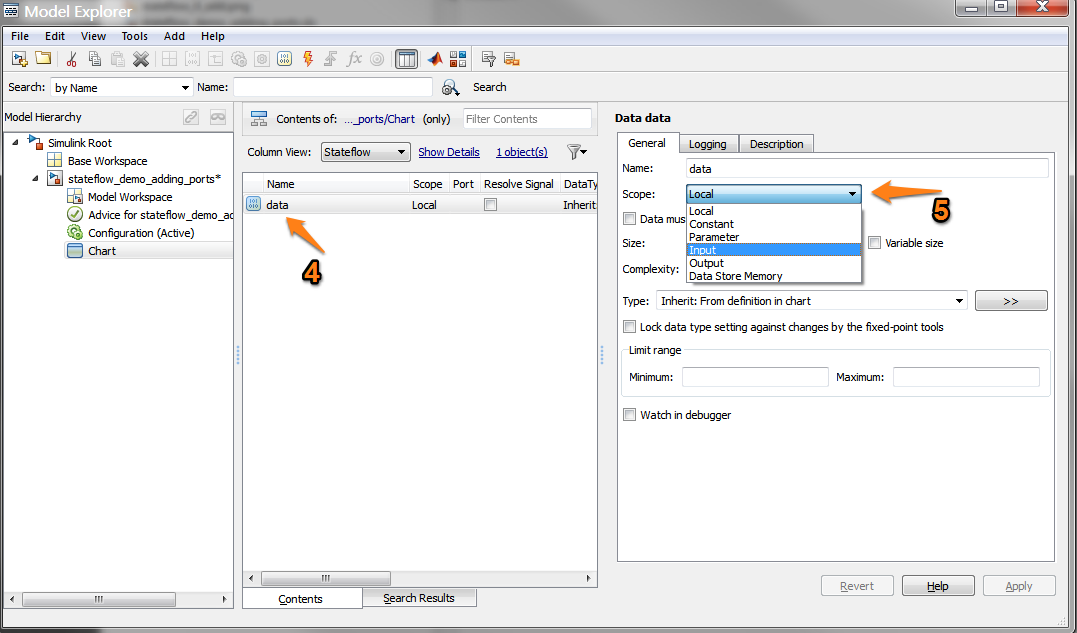 Model Explorer
File Edit View Tools Add Help
Search: by Name Name: Search
Model Hierarchy
Simulink Root
Base Workspace
stateflow_demo_adding_ports*
Model Workspace
Advice for stateflow_demo_ad
Configuration (Active)
Chart
Contents of: ..._ports/Chart (only) Filter Contents
Column View: Stateflow Show Details 1 object(s)
Name Scope Port Resolve Signal DataTy
data Local Inherit
4
Contents Search Results
Data data
General Logging Description
Name: data
Scope: Local
5
Local
Constant
Data mus Parameter
Size: Input Variable size
Output
Complexity: Data Store Memory
Type: Inherit: From definition in chart >>
Lock data type setting against changes by the fixed-point tools
Limit range
Minimum: Maximum:
Watch in debugger
Revert Help Apply